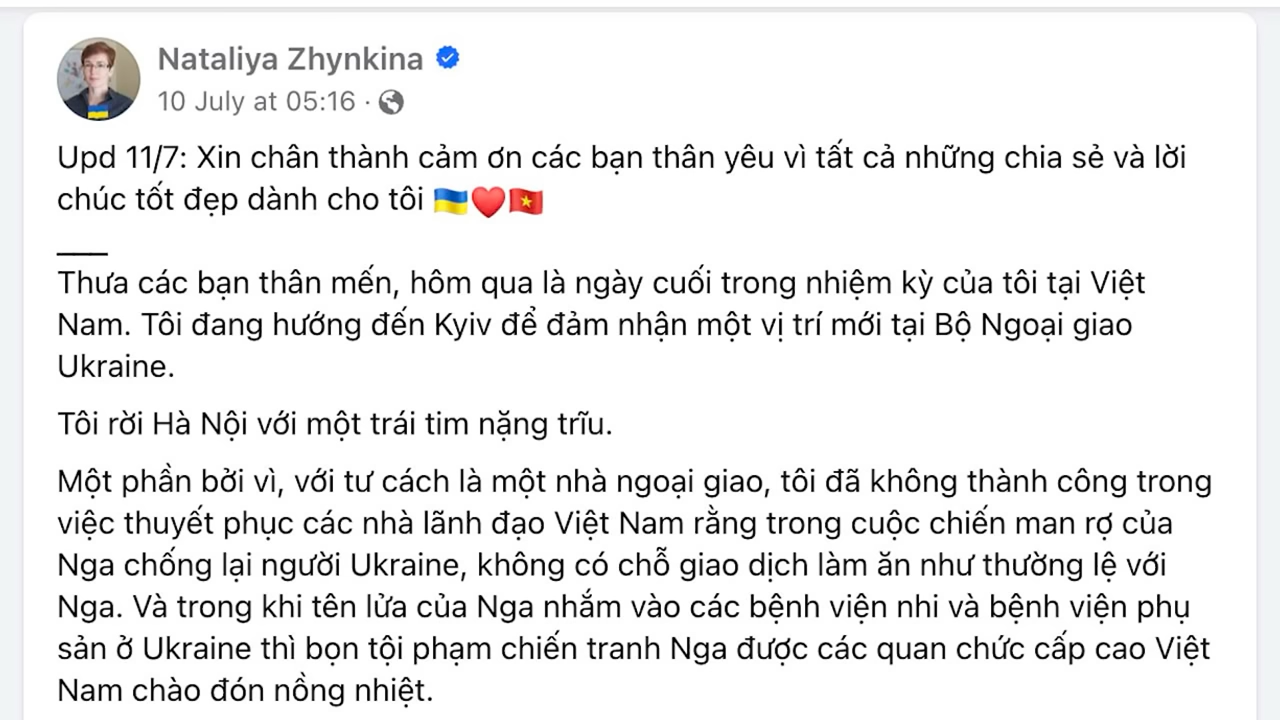 Nataliya Zhynkina
10 July at 05:16 ·
Upd 11/7: Xin chân thành cảm ơn các bạn thân yêu vì tất cả những chia sẻ và lời
chúc tốt đẹp dành cho tôi 🇺🇦❤️🇻🇳
___
Thưa các bạn thân mến, hôm qua là ngày cuối trong nhiệm kỳ của tôi tại Việt
Nam. Tôi đang hướng đến Kyiv để đảm nhận một vị trí mới tại Bộ Ngoại giao
Ukraine.
Tôi rời Hà Nội với một trái tim nặng trĩu.
Một phần bởi vì, với tư cách là một nhà ngoại giao, tôi đã không thành công trong
việc thuyết phục các nhà lãnh đạo Việt Nam rằng trong cuộc chiến man rợ của
Nga chống lại người Ukraine, không có chỗ giao dịch làm ăn như thường lệ với
Nga. Và trong khi tên lửa của Nga nhắm vào các bệnh viện nhi và bệnh viện phụ
sản ở Ukraine thì bọn tội phạm chiến tranh Nga được các quan chức cấp cao Việt
Nam chào đón nồng nhiệt.